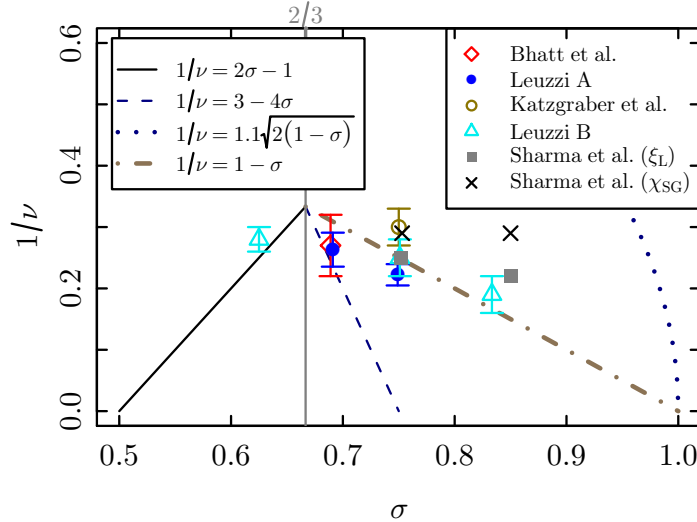 2/3
1/ν = 2σ − 1
1/ν = 3 − 4σ
1/ν = 1.1√2(1 − σ)
1/ν = 1 − σ
Bhatt et al.
Leuzzi A
Katzgraber et al.
Leuzzi B
Sharma et al. (ξL)
Sharma et al. (χSG)
0.6
0.4
0.2
0.0
1/ν
0.5 0.6 0.7 0.8 0.9 1.0
σ